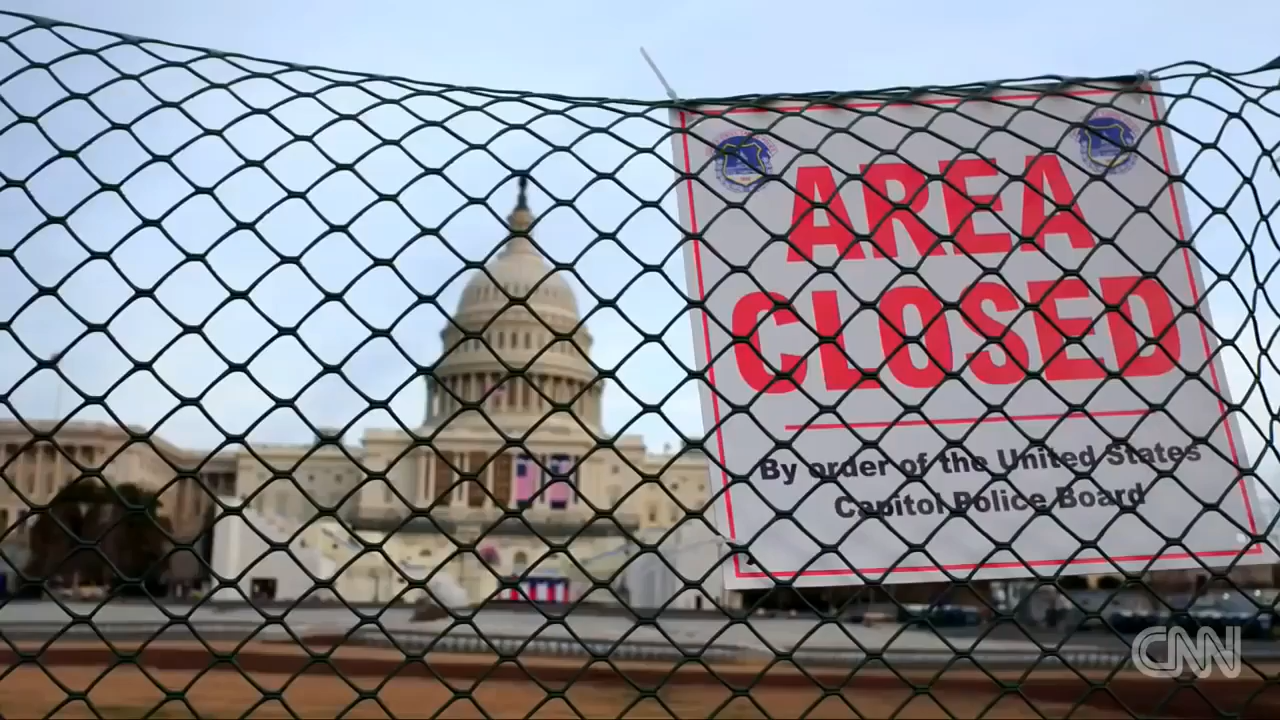 AREA
CLOSED
By order of the United States
Capitol Police Board
CNN